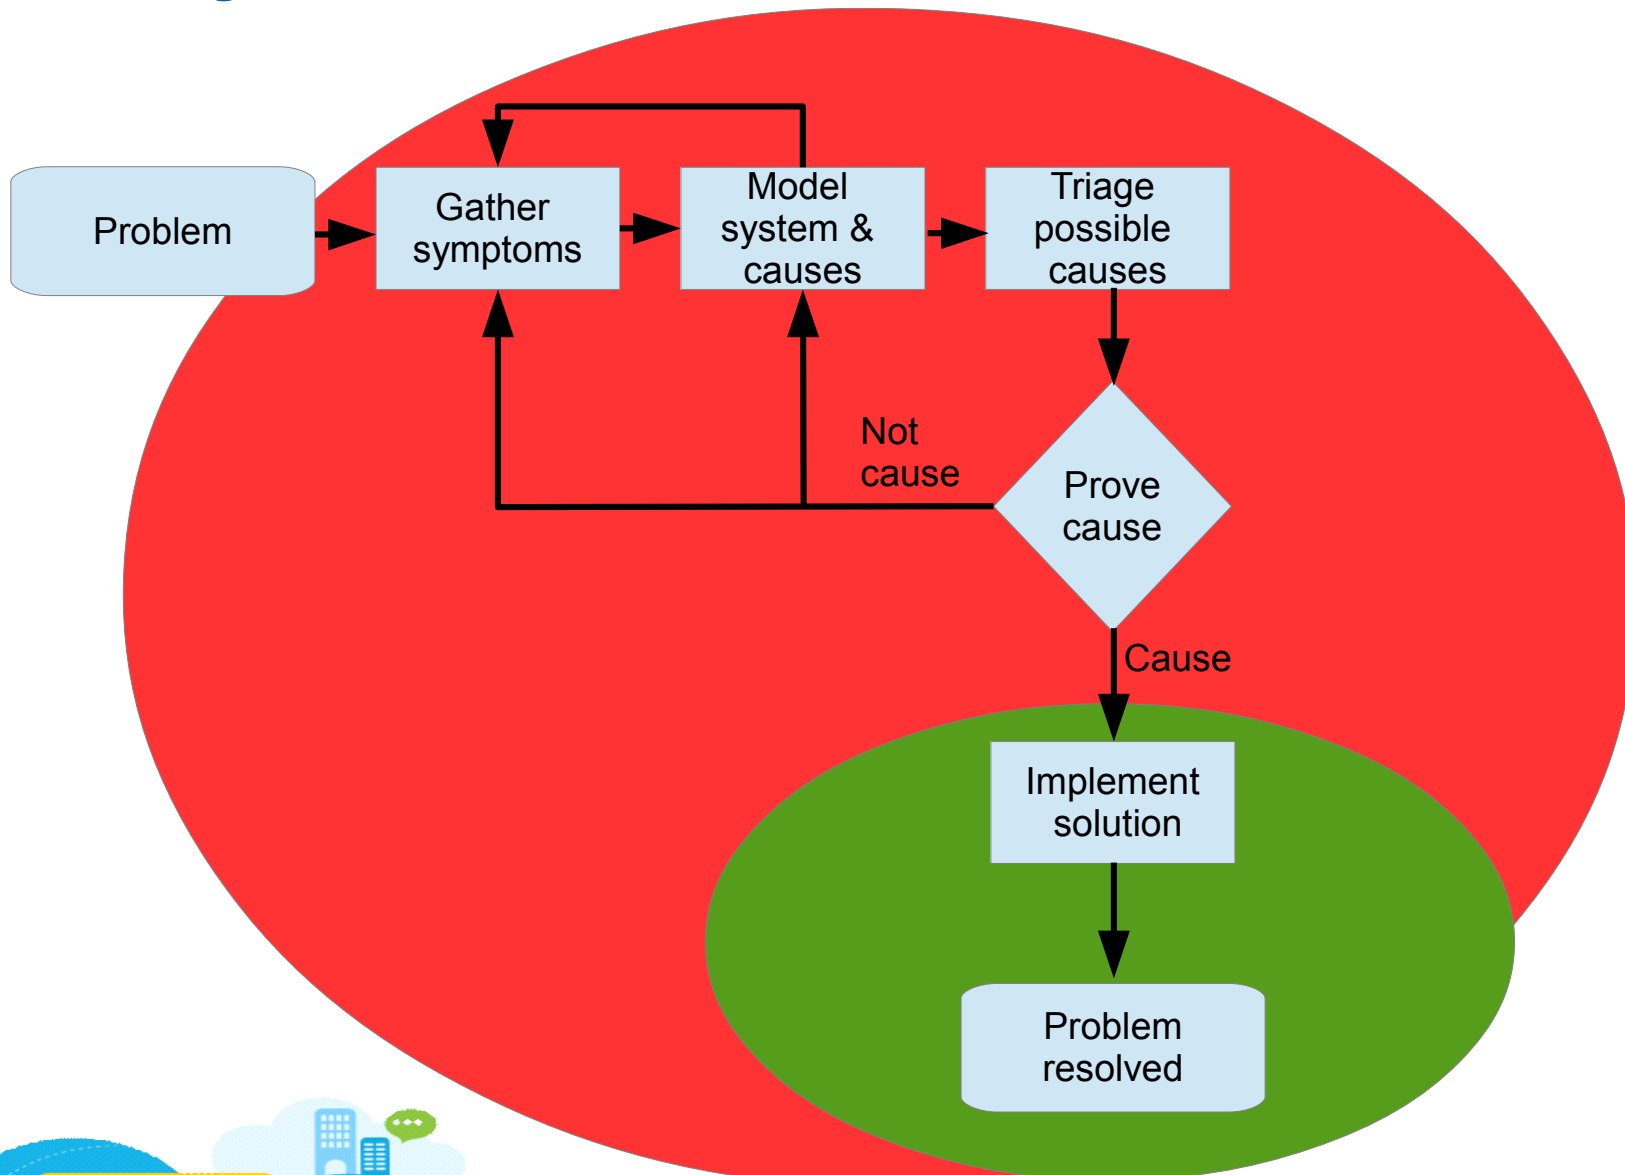 Problem
Gather
symptoms
Model
system &
causes
Triage
possible
causes
Not
cause
Prove
cause
Cause
Implement
solution
Problem
resolved